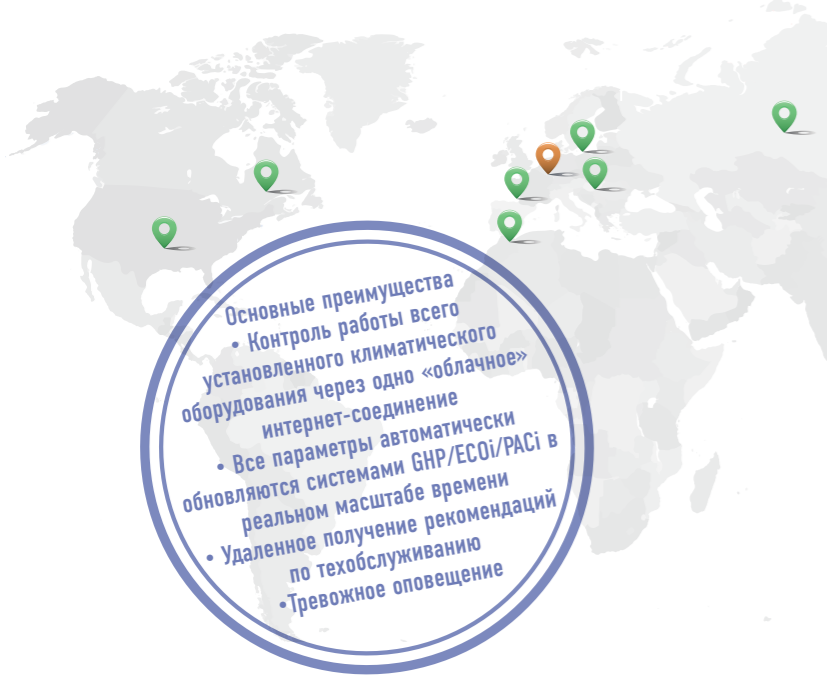 Основные преимущества
• Контроль работы всего
установленного климатического
оборудования через одно «облачное»
интернет-соединение
• Все параметры автоматически
обновляются системами GHP/ECOi/PACi в
реальном масштабе времени
• Удаленное получение рекомендаций
по техобслуживанию
•Тревожное оповещение